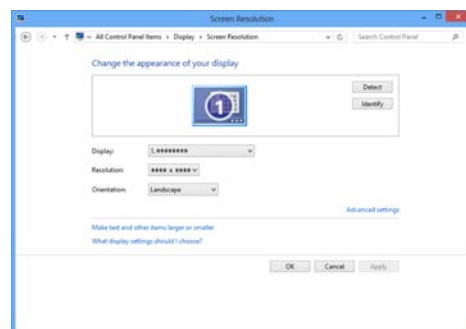 Screen Resolution
All Control Panel Items ▸ Display ▸ Screen Resolution
Search Control Panel
Change the appearance of your display
1
Detect
Identify
Display: 1. ########
Resolution: #### x ####
Orientation: Landscape
Advanced settings
Make text and other items larger or smaller
What display settings should I choose?
OK Cancel Apply